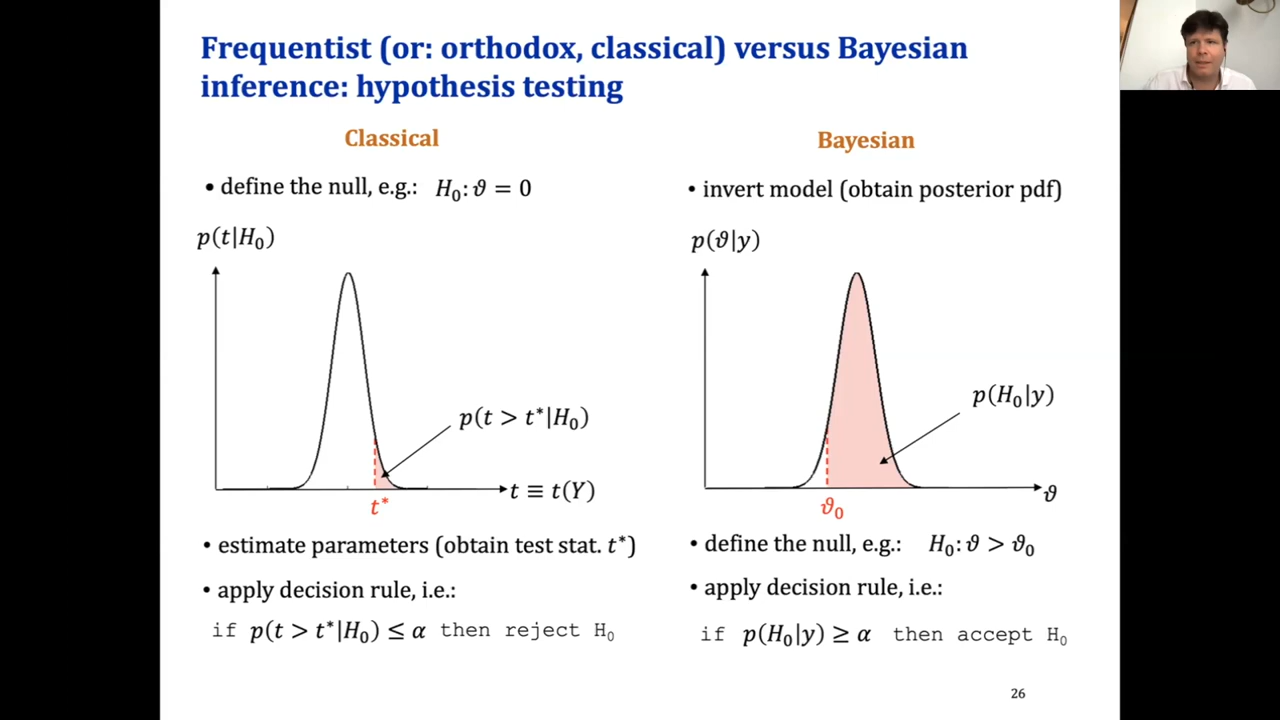 Frequentist (or: orthodox, classical) versus Bayesian
inference: hypothesis testing
Classical
• define the null, e.g.: H₀: ϑ = 0
p(t|H₀)
p(t > t*|H₀)
t ≡ t(Y)
t*
• estimate parameters (obtain test stat. t*)
• apply decision rule, i.e.:
if p(t > t*|H₀) ≤ α then reject H₀
Bayesian
• invert model (obtain posterior pdf)
p(ϑ|y)
p(H₀|y)
ϑ
ϑ₀
• define the null, e.g.: H₀: ϑ > ϑ₀
• apply decision rule, i.e.:
if p(H₀|y) ≥ α then accept H₀
26